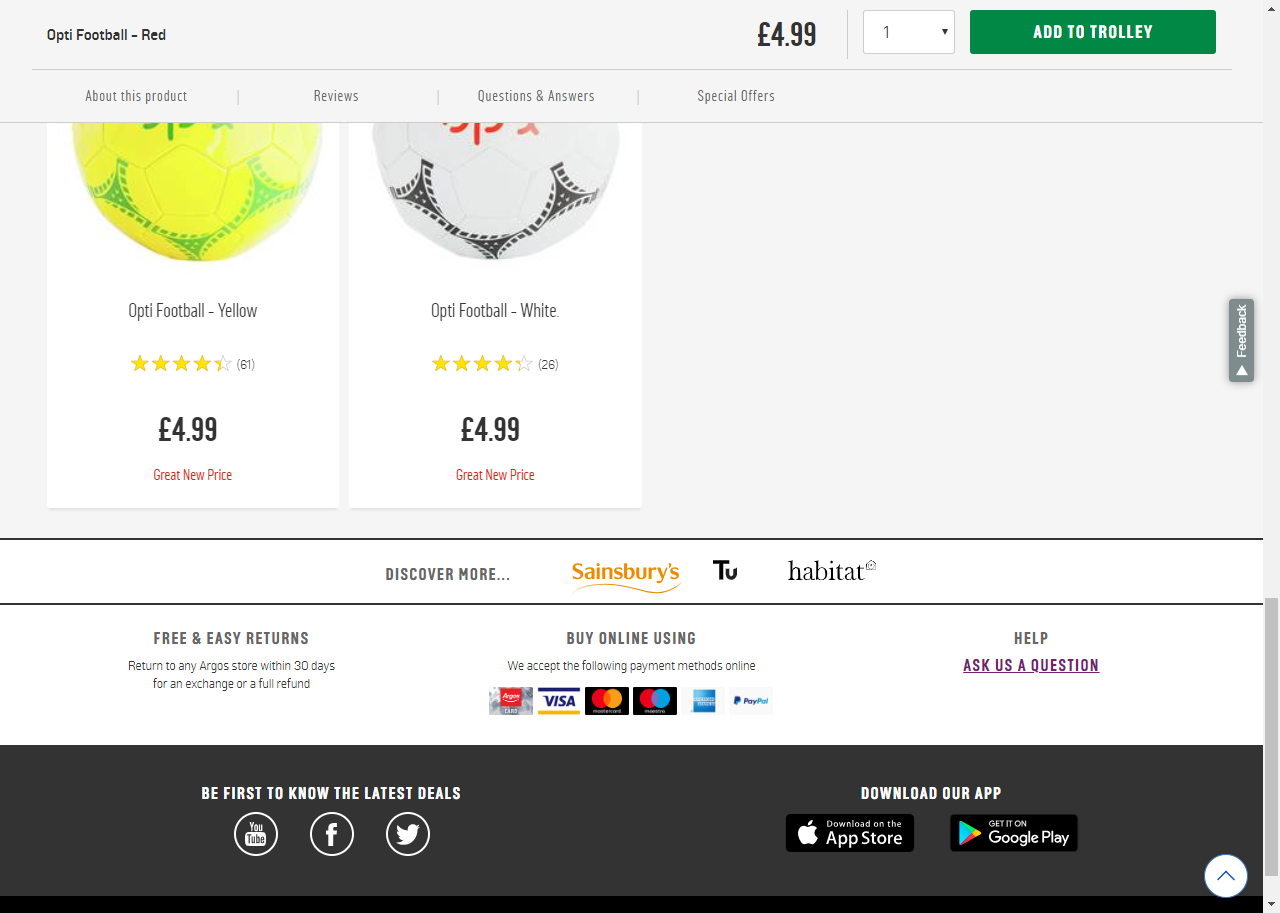 Opti Football - Red
£4.99
1
ADD TO TROLLEY
About this product
Reviews
Questions & Answers
Special Offers
Opti Football - Yellow
Opti Football - White.
(61)
(26)
£4.99
£4.99
Great New Price
Great New Price
Feedback
DISCOVER MORE...
Sainsbury's
Tu
habitat
FREE & EASY RETURNS
Return to any Argos store within 30 days
for an exchange or a full refund
BUY ONLINE USING
We accept the following payment methods online
Argos
CARD
VISA
mastercard
maestro
PayPal
HELP
ASK US A QUESTION
BE FIRST TO KNOW THE LATEST DEALS
You
Tube
f
DOWNLOAD OUR APP
Download on the
App Store
GET IT ON
Google Play